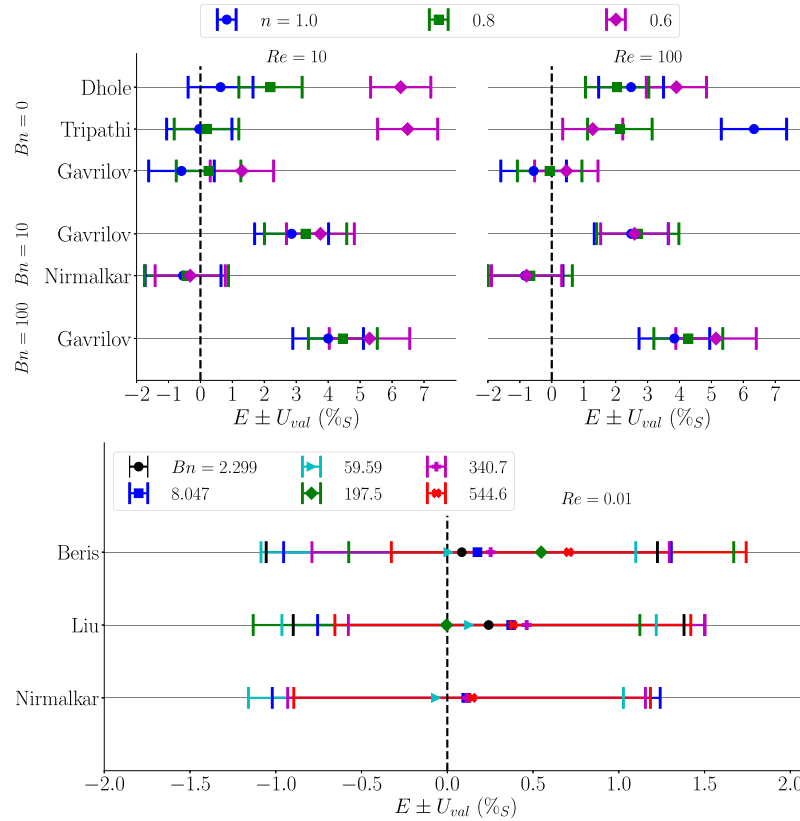 n = 1.0 0.8 0.6
Re = 10 Re = 100
Bn = 0
Dhole
Tripathi
Gavrilov
Bn = 10
Gavrilov
Nirmalkar
Bn = 100
Gavrilov
−2 −1 0 1 2 3 4 5 6 7
−2 −1 0 1 2 3 4 5 6 7
E ± U_val (%_S) E ± U_val (%_S)
Bn = 2.299 59.59 340.7
8.047 197.5 544.6
Re = 0.01
Beris
Liu
Nirmalkar
−2.0 −1.5 −1.0 −0.5 0.0 0.5 1.0 1.5 2.0
E ± U_val (%_S)